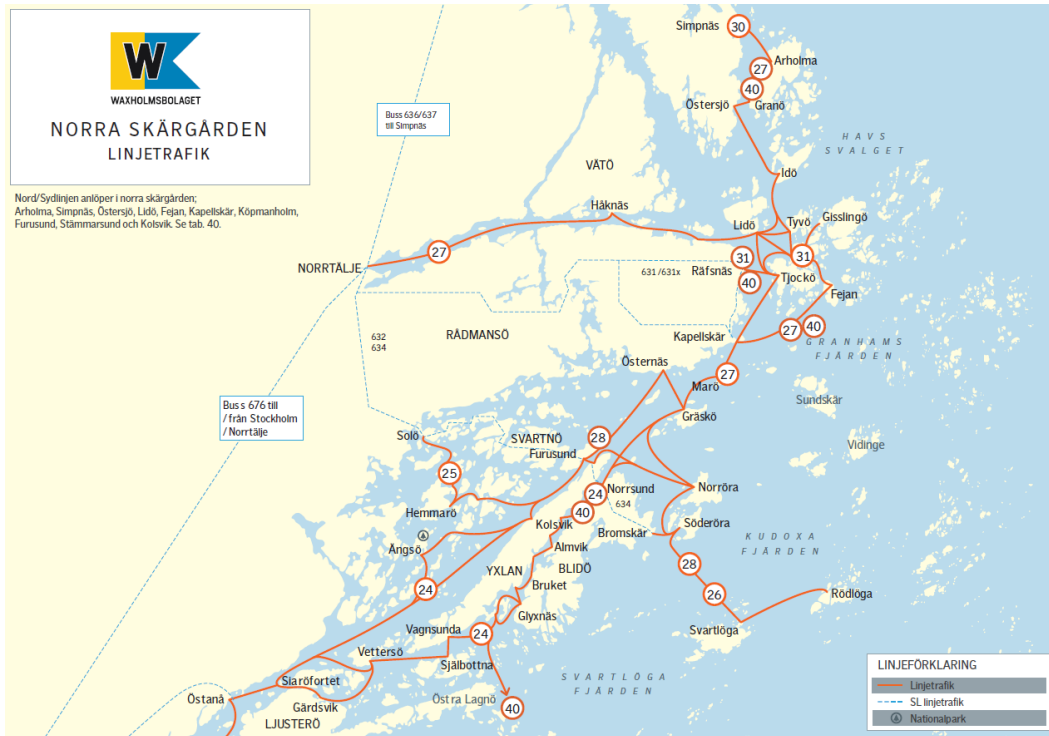 W
WAXHOLMSBOLAGET
NORRA SKÄRGÅRDEN
LINJETRAFIK
Nord/Sydlinjen anlöper i norra skärgården;
Arholma, Simpnäs, Östersjö, Lidö, Fejan, Kapellskär, Köpmanholm,
Furusund, Stämmarsund och Kolsvik. Se tab. 40.
Buss 636/637
till Simpnäs
Simpnäs
30
Arholma
27
40
Östersjö
Granö
HAVS
SVALGET
VÄTÖ
Idö
Håknäs
Lidö
Tyvö
Gisslingö
27
NORRTÄLJE
631/631x
31
Räfsnäs
40
31
Tjockö
Fejan
632
634
RÅDMANSÖ
Kapellskär
27
40
GRANHAMS
FJÄRDEN
Östernäs
Marö
27
Sundskär
Gräskö
Buss 676 till
/från Stockholm
/Norrtälje
Solö
SVARTNÖ
28
Furusund
Vidinge
25
24
Norrsund
634
Norröra
Hemmarö
40
Kolsvik
Bromskär
Söderöra
KUDOXA
FJÄRDEN
Ängsö
Almvik
28
24
YXLAN
BLIDÖ
Bruket
26
Rödlöga
Glyxnäs
Vagnsunda
24
Svartlöga
Vettersö
Själbottna
SVARTLÖGA
FJÄRDEN
Siaröfortet
Östanå
Gärdsvik
Östra Lagnö
40
LJUSTERÖ
LINJEFÖRKLARING
Linjetrafik
SL linjetrafik
Nationalpark